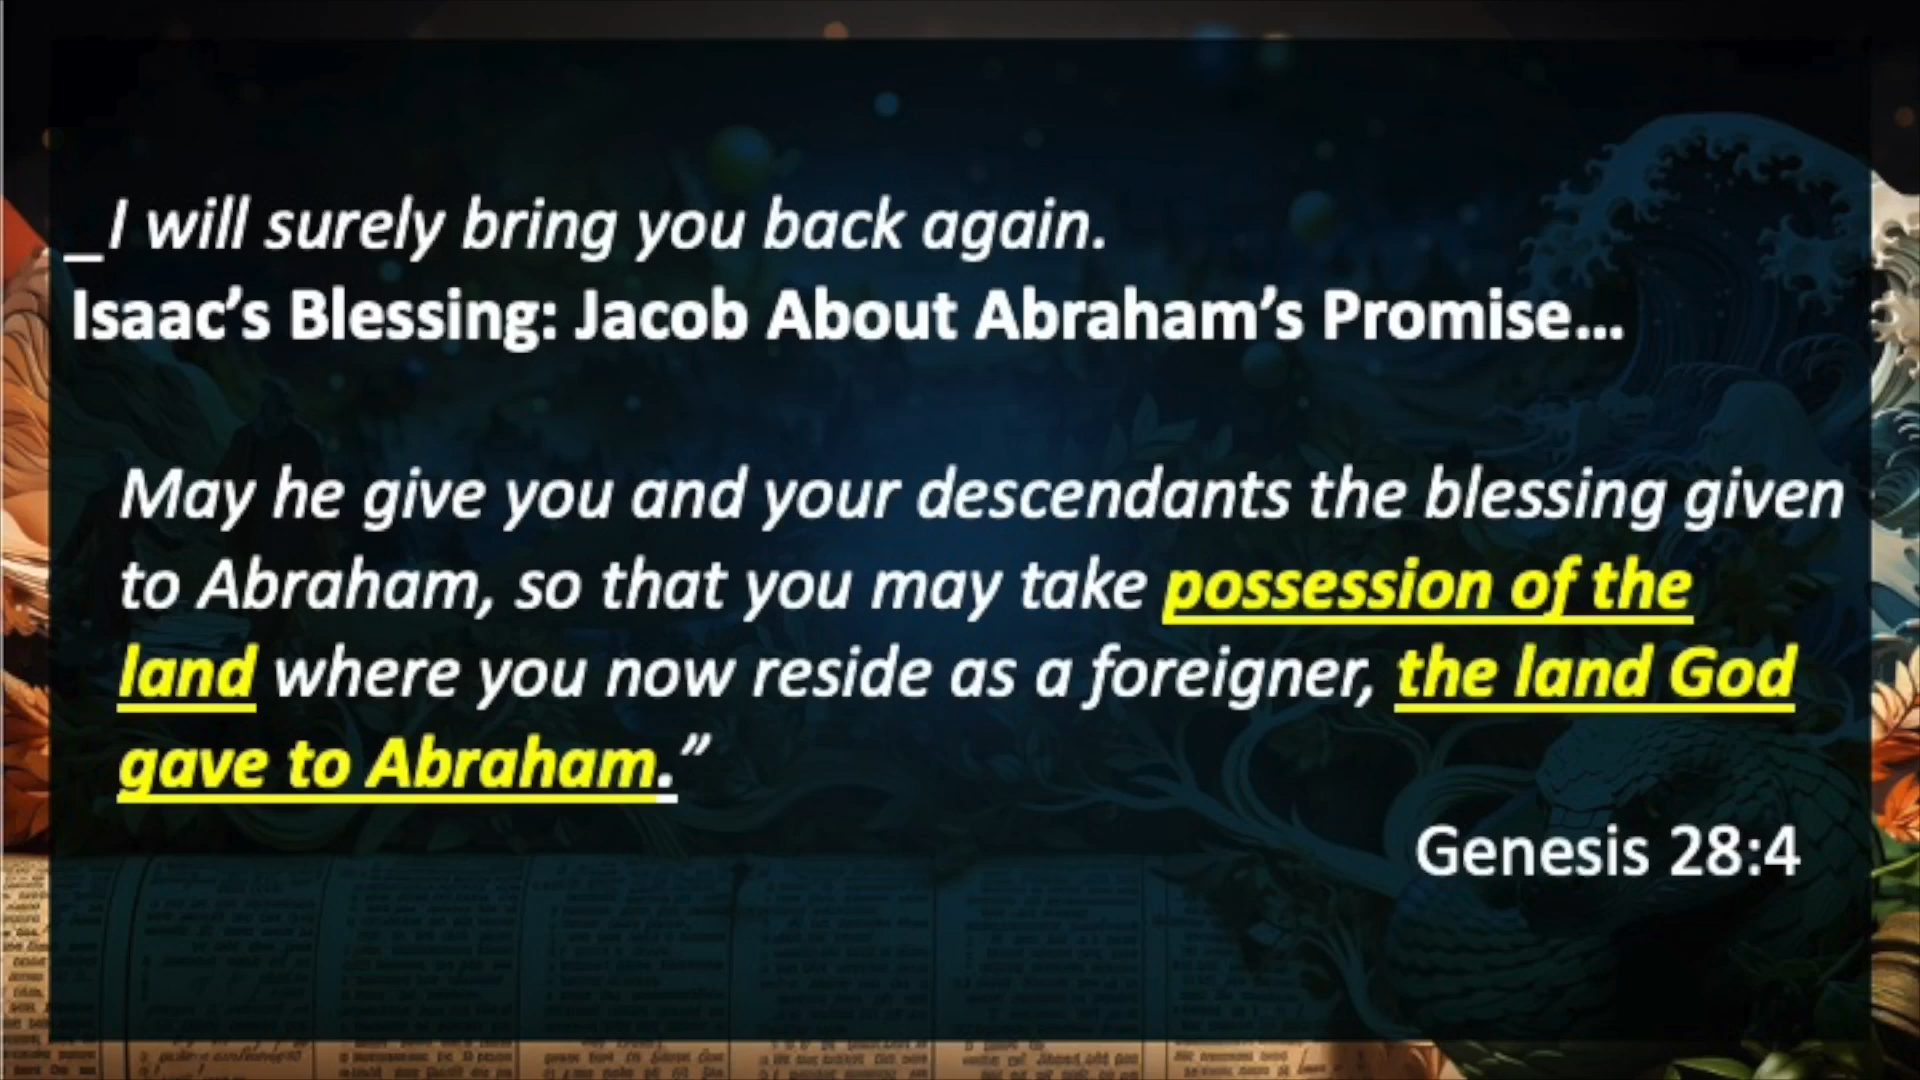 _I will surely bring you back again.
Isaac’s Blessing: Jacob About Abraham’s Promise...
May he give you and your descendants the blessing given
to Abraham, so that you may take possession of the
land where you now reside as a foreigner, the land God
gave to Abraham.”
Genesis 28:4